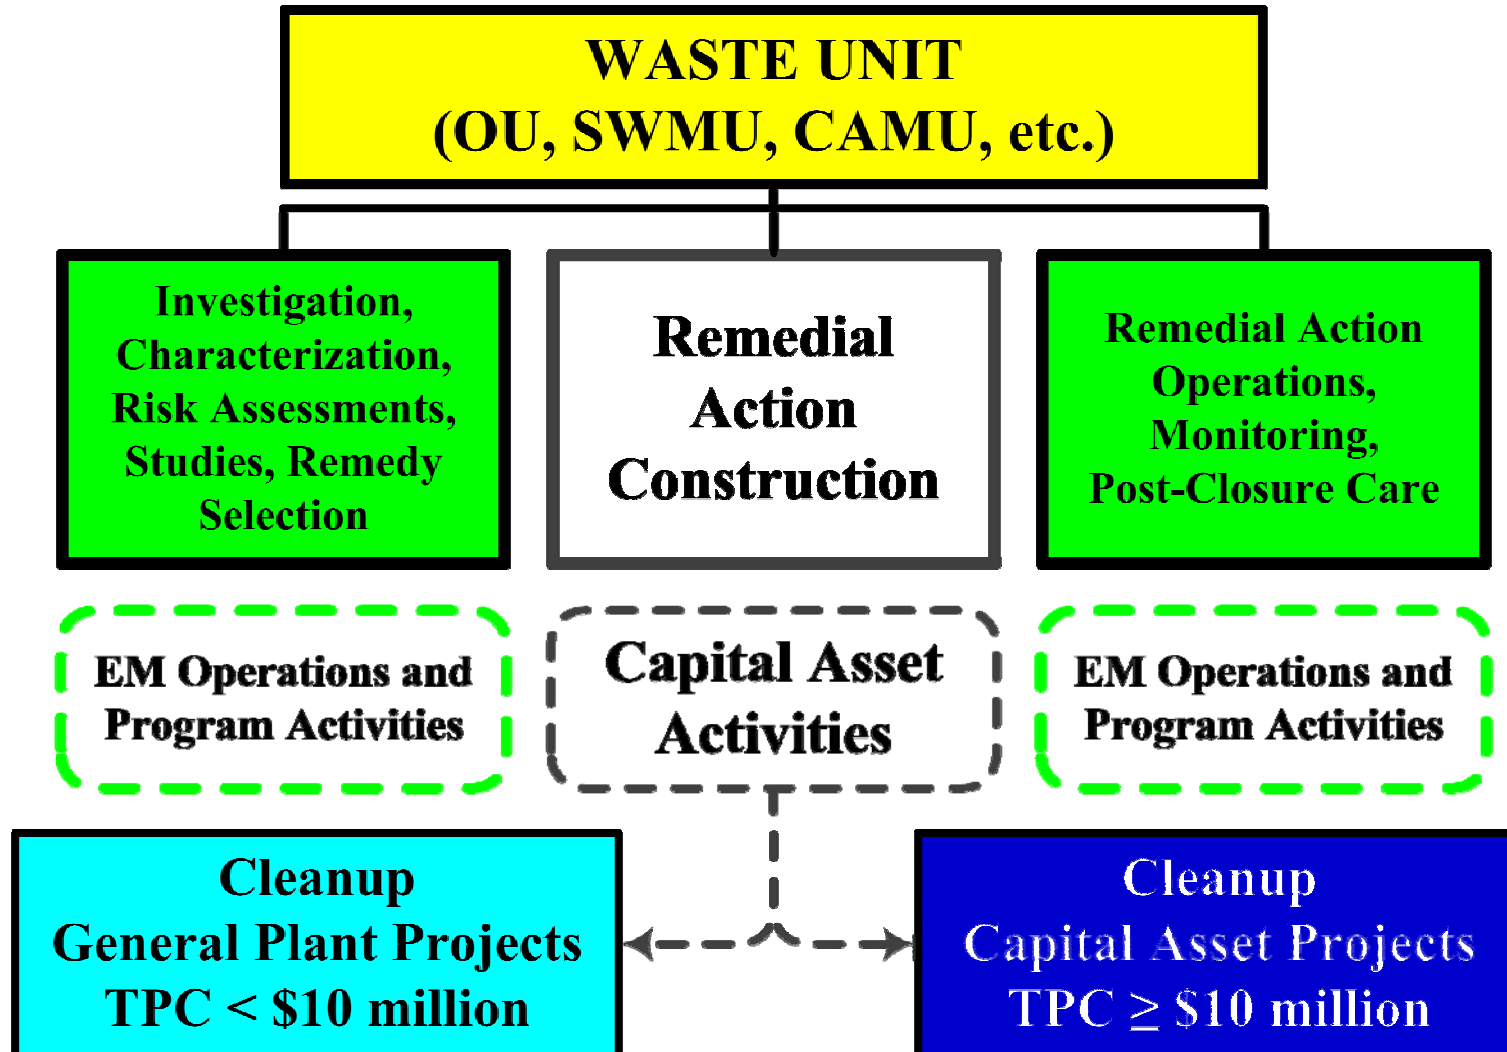 WASTE UNIT
(OU, SWMU, CAMU, etc.)
Investigation,
Characterization,
Risk Assessments,
Studies, Remedy
Selection
Remedial
Action
Construction
Remedial Action
Operations,
Monitoring,
Post-Closure Care
EM Operations and
Program Activities
Capital Asset
Activities
EM Operations and
Program Activities
Cleanup
General Plant Projects
TPC < $10 million
Cleanup
Capital Asset Projects
TPC ≥ $10 million